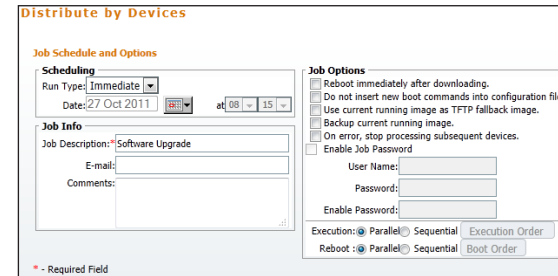 Distribute by Devices
Job Schedule and Options
Scheduling
Run Type: Immediate
Date: 27 Oct 2011 at 08 15
Job Info
Job Description:* Software Upgrade
E-mail:
Comments:
Job Options
Reboot immediately after downloading.
Do not insert new boot commands into configuration fil
Use current running image as TFTP fallback image.
Backup current running image.
On error, stop processing subsequent devices.
Enable Job Password
User Name:
Password:
Enable Password:
Execution: Parallel Sequential Execution Order
Reboot : Parallel Sequential Boot Order
* - Required Field